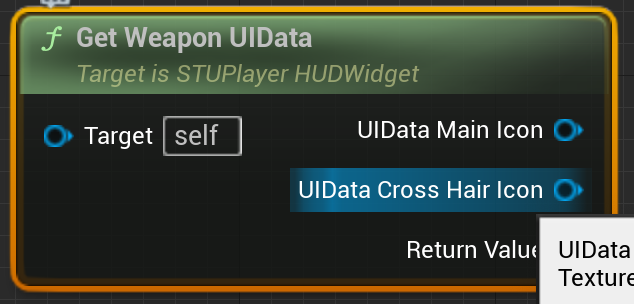 f Get Weapon UIData
Target is STUPlayer HUDWidget
Target self
UIData Main Icon
UIData Cross Hair Icon
Return Value
UIData
Texture